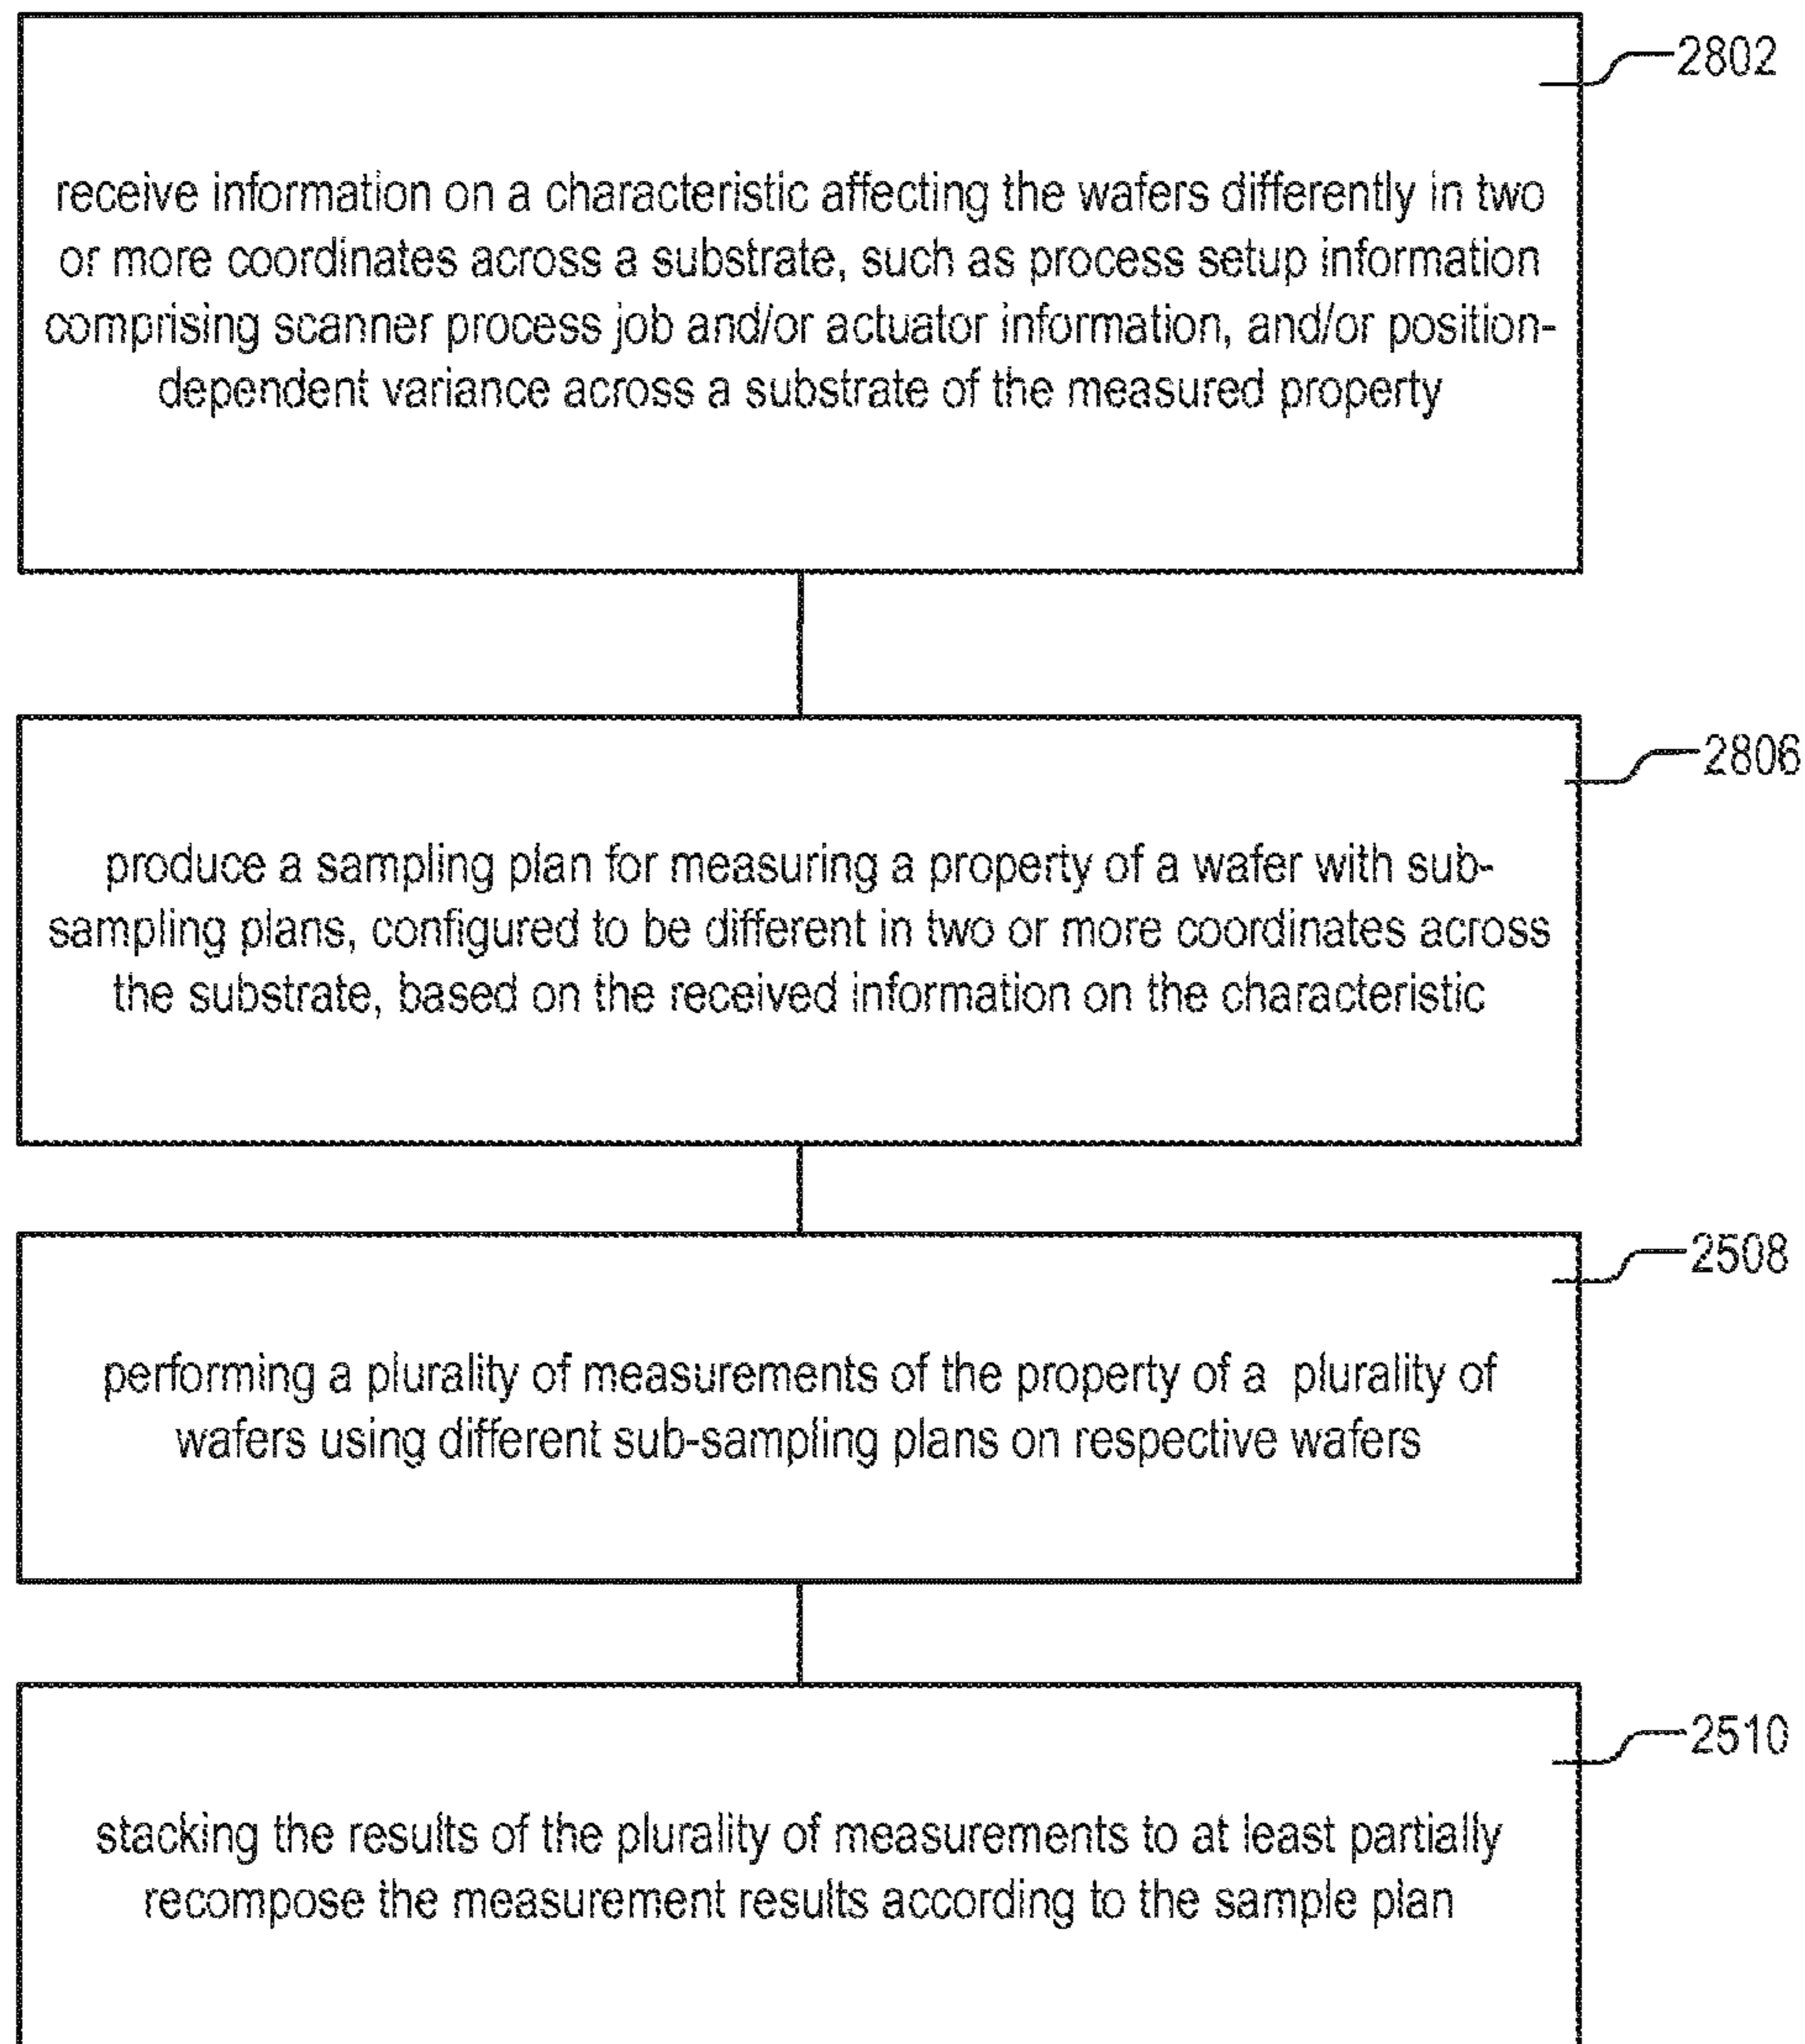 2802
receive information on a characteristic affecting the wafers differently in two
or more coordinates across a substrate, such as process setup information
comprising scanner process job and/or actuator information, and/or position-
dependent variance across a substrate of the measured property
2806
produce a sampling plan for measuring a property of a wafer with sub-
sampling plans, configured to be different in two or more coordinates across
the substrate, based on the received information on the characteristic
2508
performing a plurality of measurements of the property of a plurality of
wafers using different sub-sampling plans on respective wafers
2510
stacking the results of the plurality of measurements to at least partially
recompose the measurement results according to the sample plan